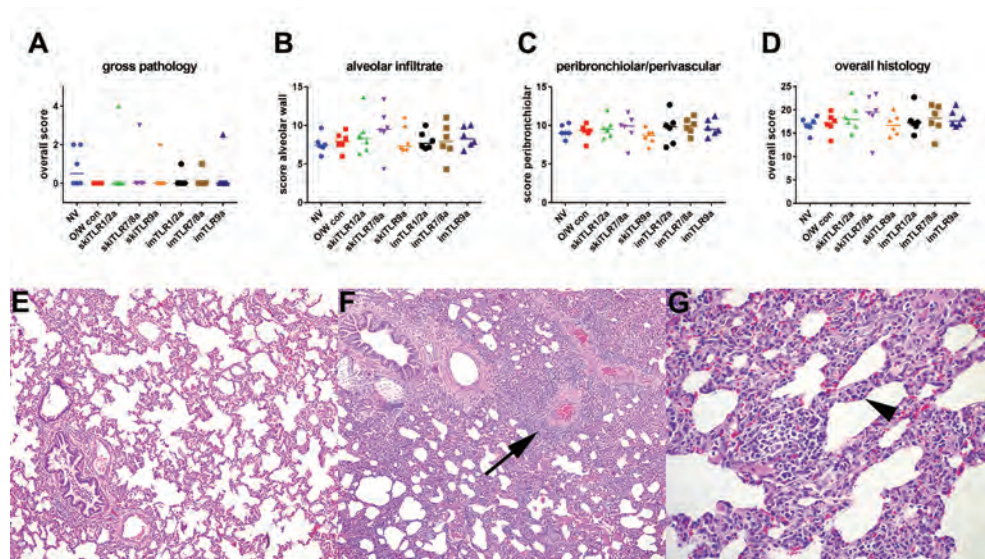 A
gross pathology
overall score
4
2
0
NV
O/W con
skiTLR1/2a
skiTLR7/8a
skiTLR9a
imTLR1/2a
imTLR7/8a
imTLR9a
B
alveolar infiltrate
score alveolar wall
15
10
5
0
NV
O/W con
skiTLR1/2a
skiTLR7/8a
skiTLR9a
imTLR1/2a
imTLR7/8a
imTLR9a
C
peribronchiolar/perivascular
score peribronchiolar
15
10
5
0
NV
O/W con
skiTLR1/2a
skiTLR7/8a
skiTLR9a
imTLR1/2a
imTLR7/8a
imTLR9a
D
overall histology
overall score
25
20
15
10
5
0
NV
O/W con
skiTLR1/2a
skiTLR7/8a
skiTLR9a
imTLR1/2a
imTLR7/8a
imTLR9a
E
F
G